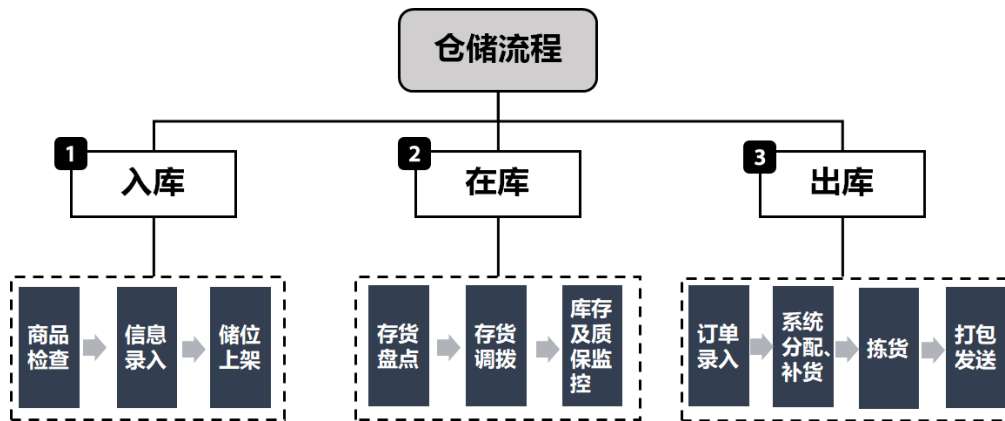 仓储流程
1
入库
2
在库
3
出库
商品
检查
信息
录入
储位
上架
存货
盘点
存货
调拨
库存
及质
保监
控
订单
录入
系统
分配、
补货
拣货
打包
发送